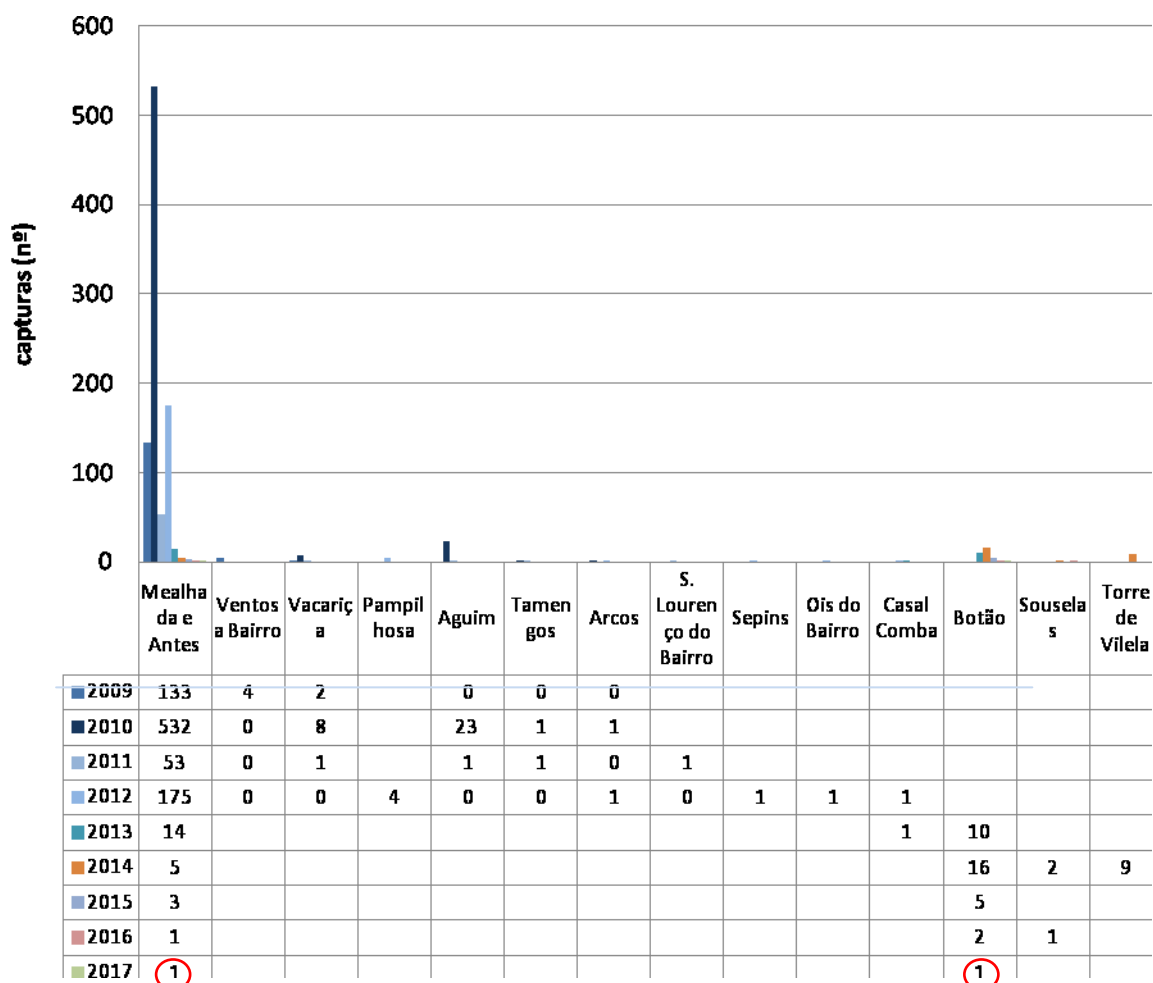 600
500
400
300
200
100
0
capturas (nº)
Mealha
da e
Antes
Ventos
a Bairro
Vacariç
a
Pampil
hosa
Aguim
Tamen
gos
Arcos
S.
Louren
ço do
Bairro
Sepins
Óis do
Bairro
Casal
Comba
Botão
Sousela
s
Torre
de
Vilela
2009 133 4 2 0 0 0
2010 532 0 8 23 1 1
2011 53 0 1 1 1 0 1
2012 175 0 0 4 0 0 1 0 1 1 1
2013 14 1 10
2014 5 16 2 9
2015 3 5
2016 1 2 1
2017 1 1